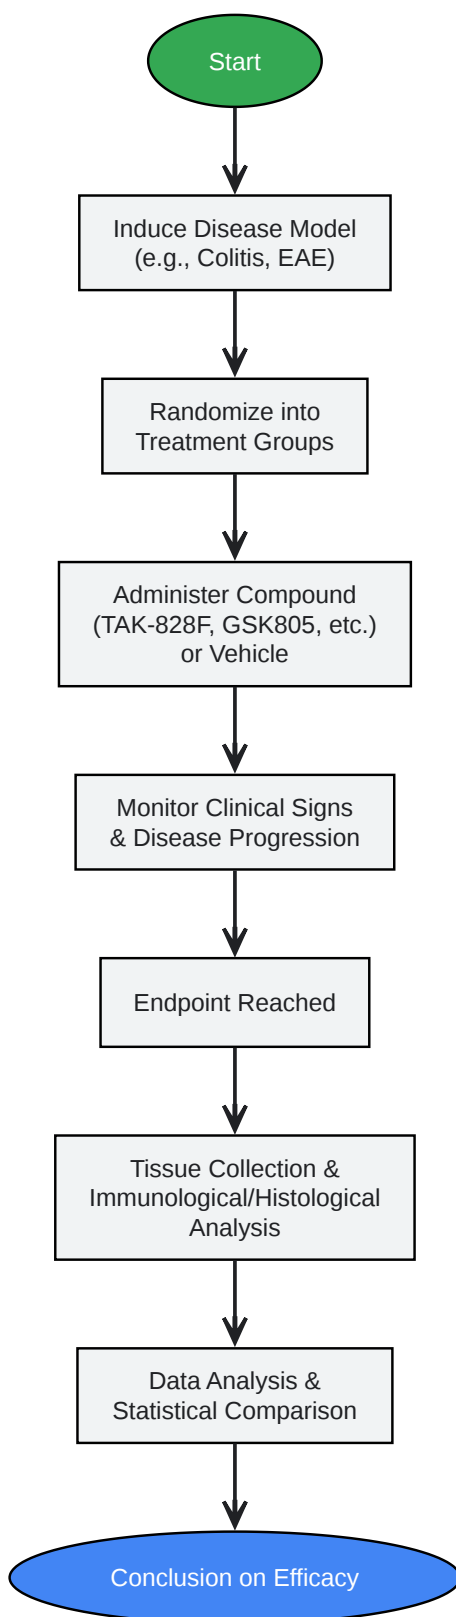 Start
Induce Disease Model
(e.g., Colitis, EAE)
Randomize into
Treatment Groups
Administer Compound
(TAK-828F, GSK805, etc.)
or Vehicle
Monitor Clinical Signs
& Disease Progression
Endpoint Reached
Tissue Collection &
Immunological/Histological
Analysis
Data Analysis &
Statistical Comparison
Conclusion on Efficacy